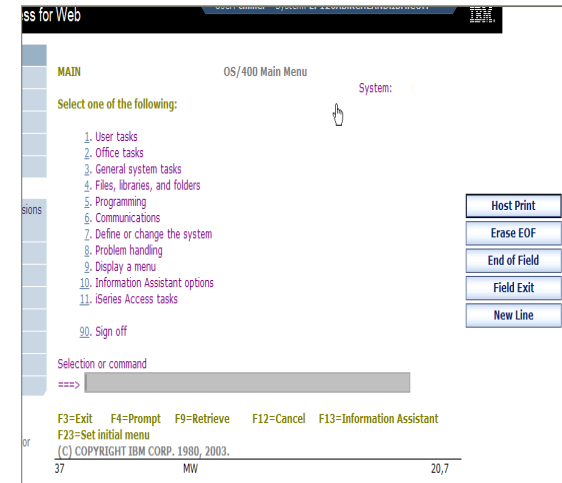 ss for Web
IBM.
MAIN OS/400 Main Menu
System:
Select one of the following:
1. User tasks
2. Office tasks
3. General system tasks
4. Files, libraries, and folders
5. Programming
6. Communications
7. Define or change the system
8. Problem handling
9. Display a menu
10. Information Assistant options
11. iSeries Access tasks
90. Sign off
Selection or command
===>
F3=Exit F4=Prompt F9=Retrieve F12=Cancel F13=Information Assistant
F23=Set initial menu
(C) COPYRIGHT IBM CORP. 1980, 2003.
37 MW 20,7
sions
or
Host Print
Erase EOF
End of Field
Field Exit
New Line